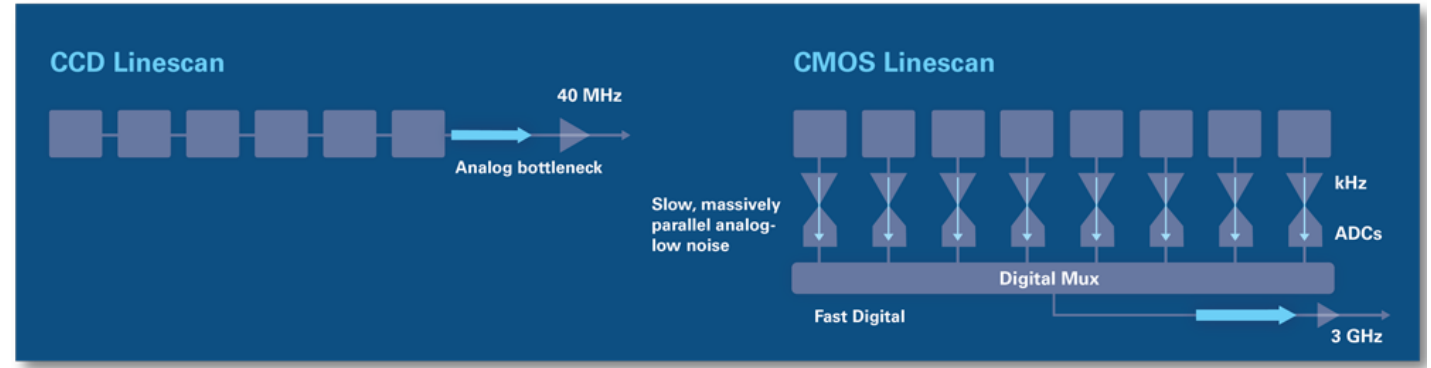 CCD Linescan
40 MHz
Analog bottleneck
CMOS Linescan
kHz
Slow, massively
parallel analog-
low noise
ADCs
Digital Mux
Fast Digital
3 GHz